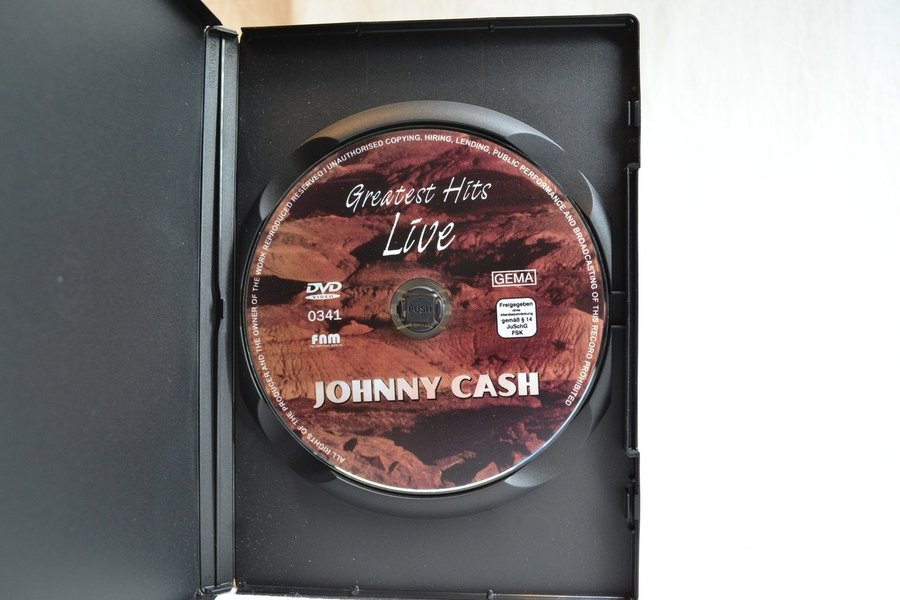 ALL RIGHTS OF THE PRODUCER AND THE OWNER OF THE WORK REPRODUCED RESERVED! UNAUTHORISED COPYING, HIRING, LENDING, PUBLIC PERFORMANCE AND BROADCASTING OF THIS RECORD PROHIBITED
Greatest Hits
Live
DVD
VIDEO
0341
FNM
GEMA
Freigegeben
ohne
Altersbeschränkung
gemäß § 14
JuSchG
FSK
PUSH
JOHNNY CASH